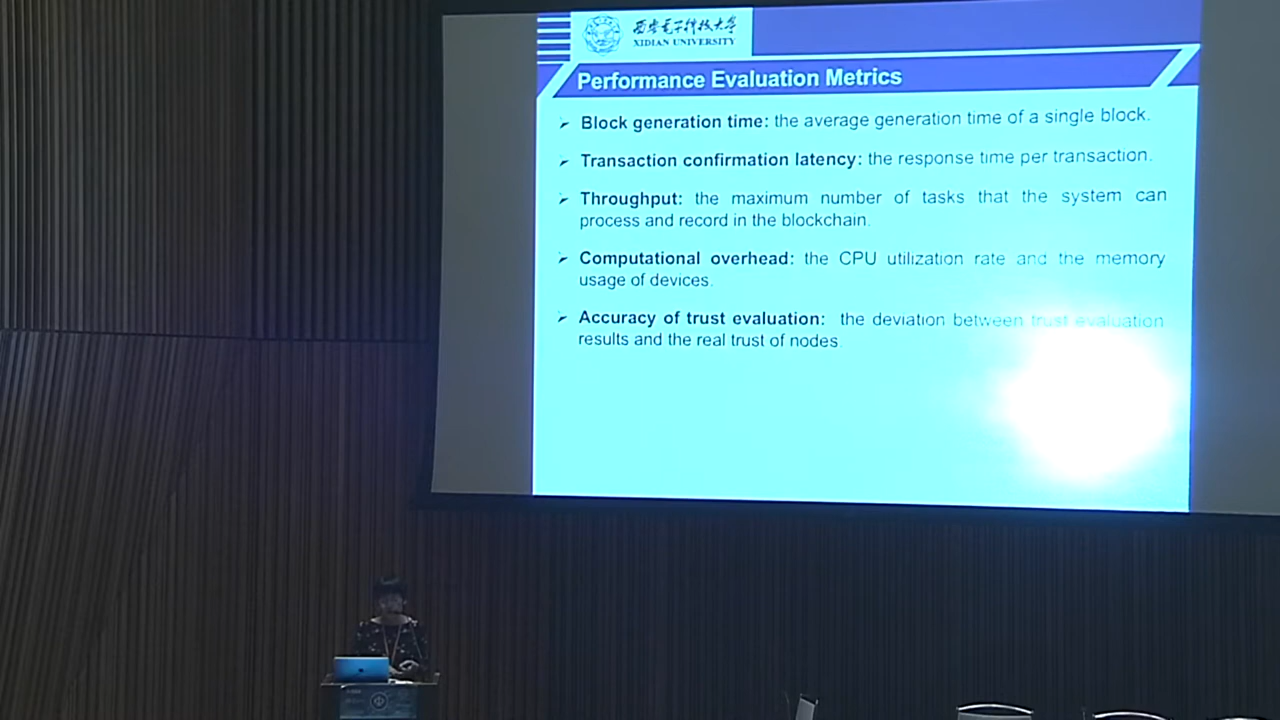 西安电子科技大学
XIDIAN UNIVERSITY
Performance Evaluation Metrics
➢ Block generation time: the average generation time of a single block.
➢ Transaction confirmation latency: the response time per transaction.
➢ Throughput: the maximum number of tasks that the system can
process and record in the blockchain.
➢ Computational overhead: the CPU utilization rate and the memory
usage of devices.
➢ Accuracy of trust evaluation: the deviation between trust evaluation
results and the real trust of nodes.